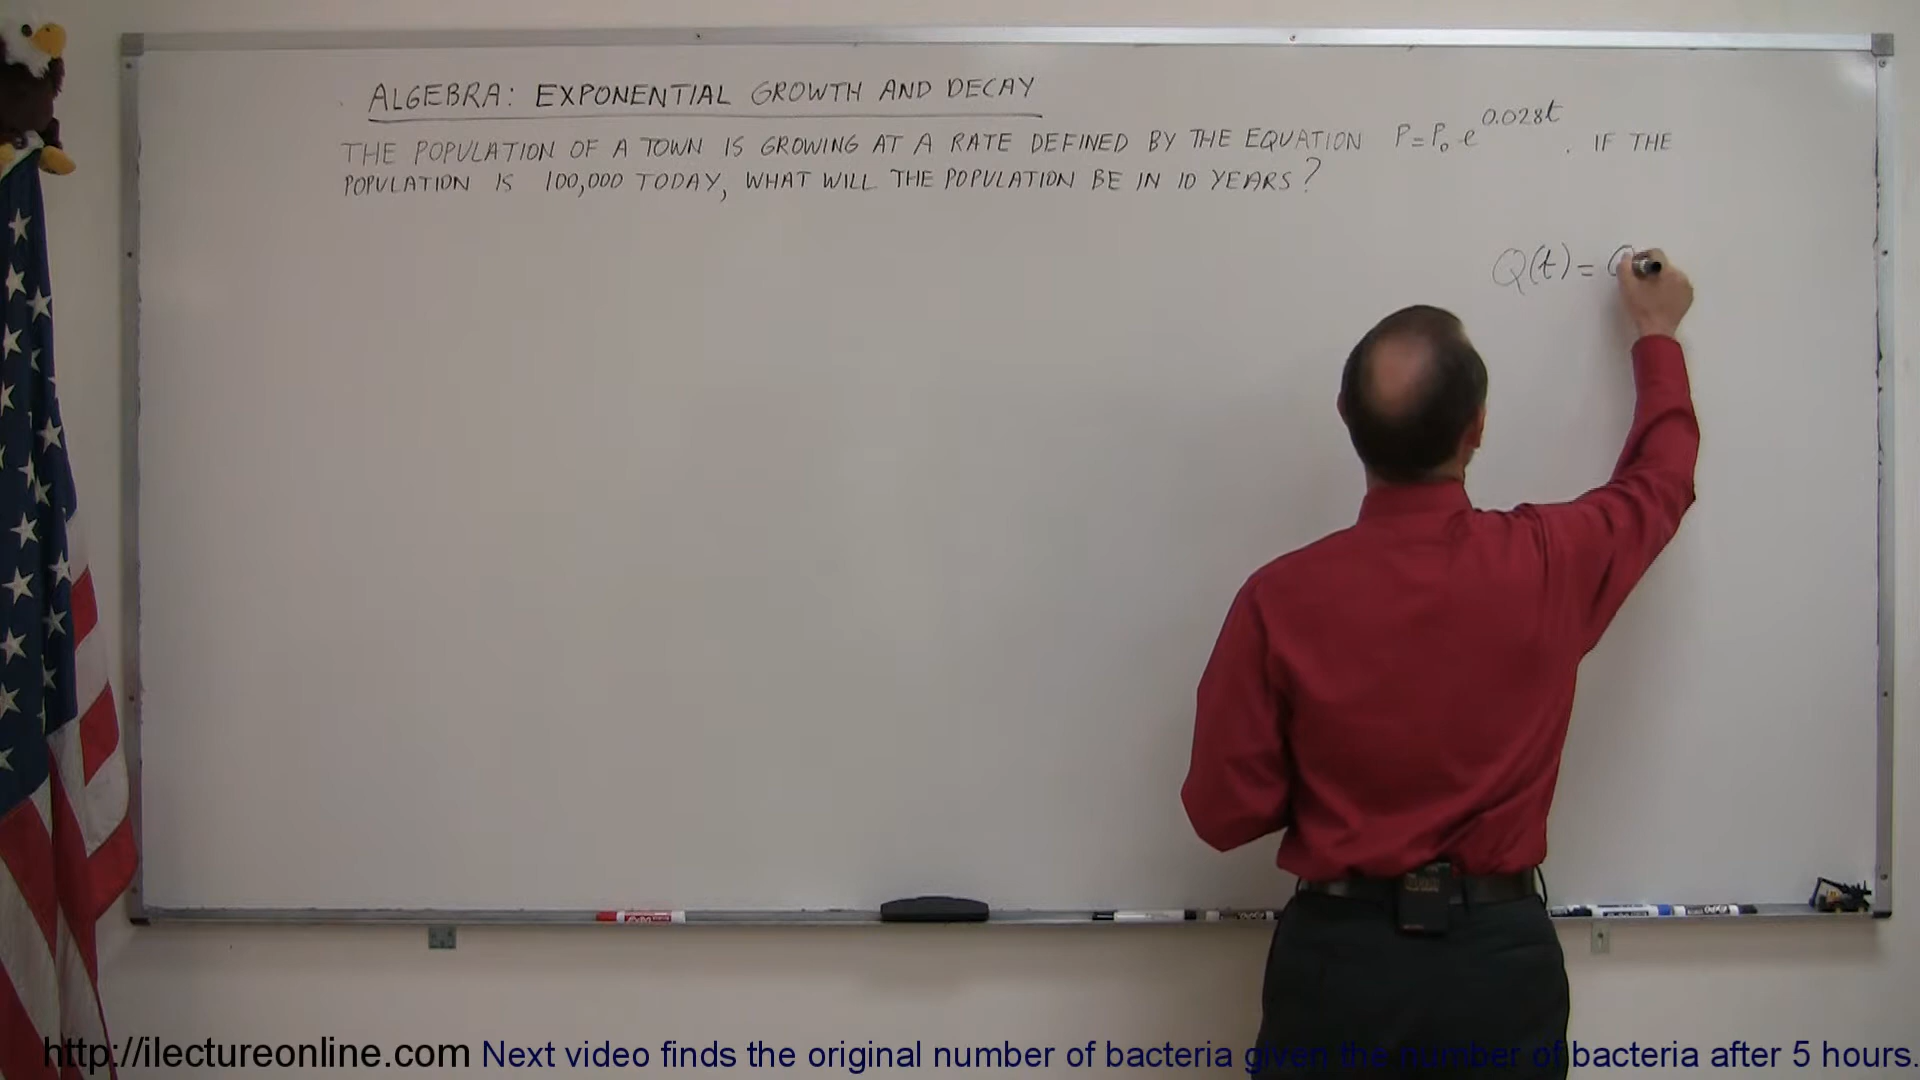 ALGEBRA: EXPONENTIAL GROWTH AND DECAY
THE POPULATION OF A TOWN IS GROWING AT A RATE DEFINED BY THE EQUATION P=P₀ e^0.028t. IF THE
POPULATION IS 100,000 TODAY, WHAT WILL THE POPULATION BE IN 10 YEARS?
Q(t)=
http://ilectureonline.com Next video finds the original number of bacteria given the number of bacteria after 5 hours.